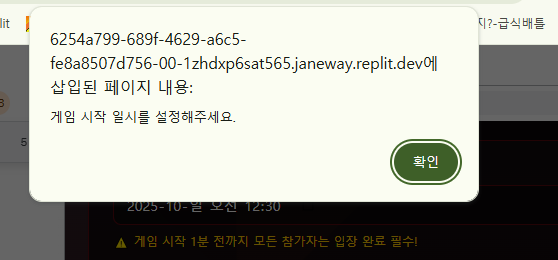 lit
지?-급식배틀
6254a799-689f-4629-a6c5-
fe8a8507d756-00-1zhdxp6sat565.janeway.replit.dev에
삽입된 페이지 내용:
게임 시작 일시를 설정해주세요.
확인
5
2025-10-일 오전 12:30
⚠ 게임 시작 1분 전까지 모든 참가자는 입장 완료 필수!